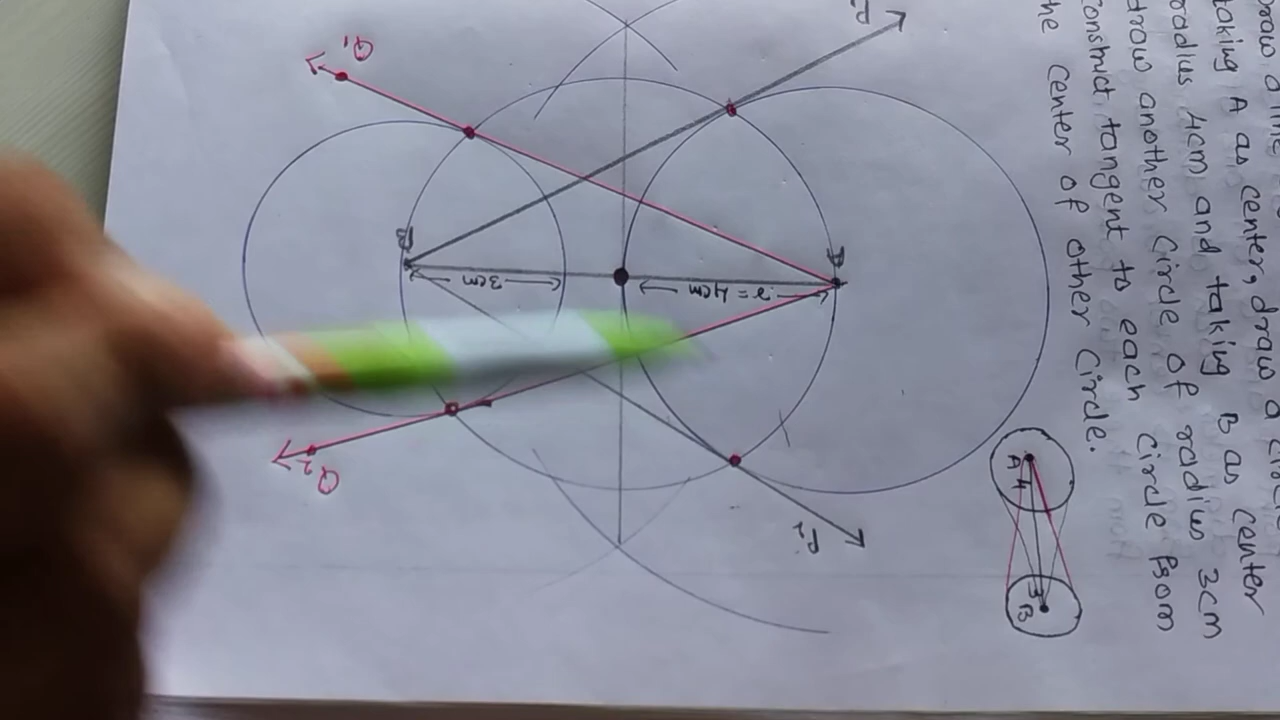 draw a line
taking A as center, draw a circle
radius 4cm and taking B as center
draw another circle of radius 3cm
construct tangent to each circle from
the center of other circle.
Q₁
P₁
B
3cm
r = 4cm
Q₂
P₂
A
4
3
B